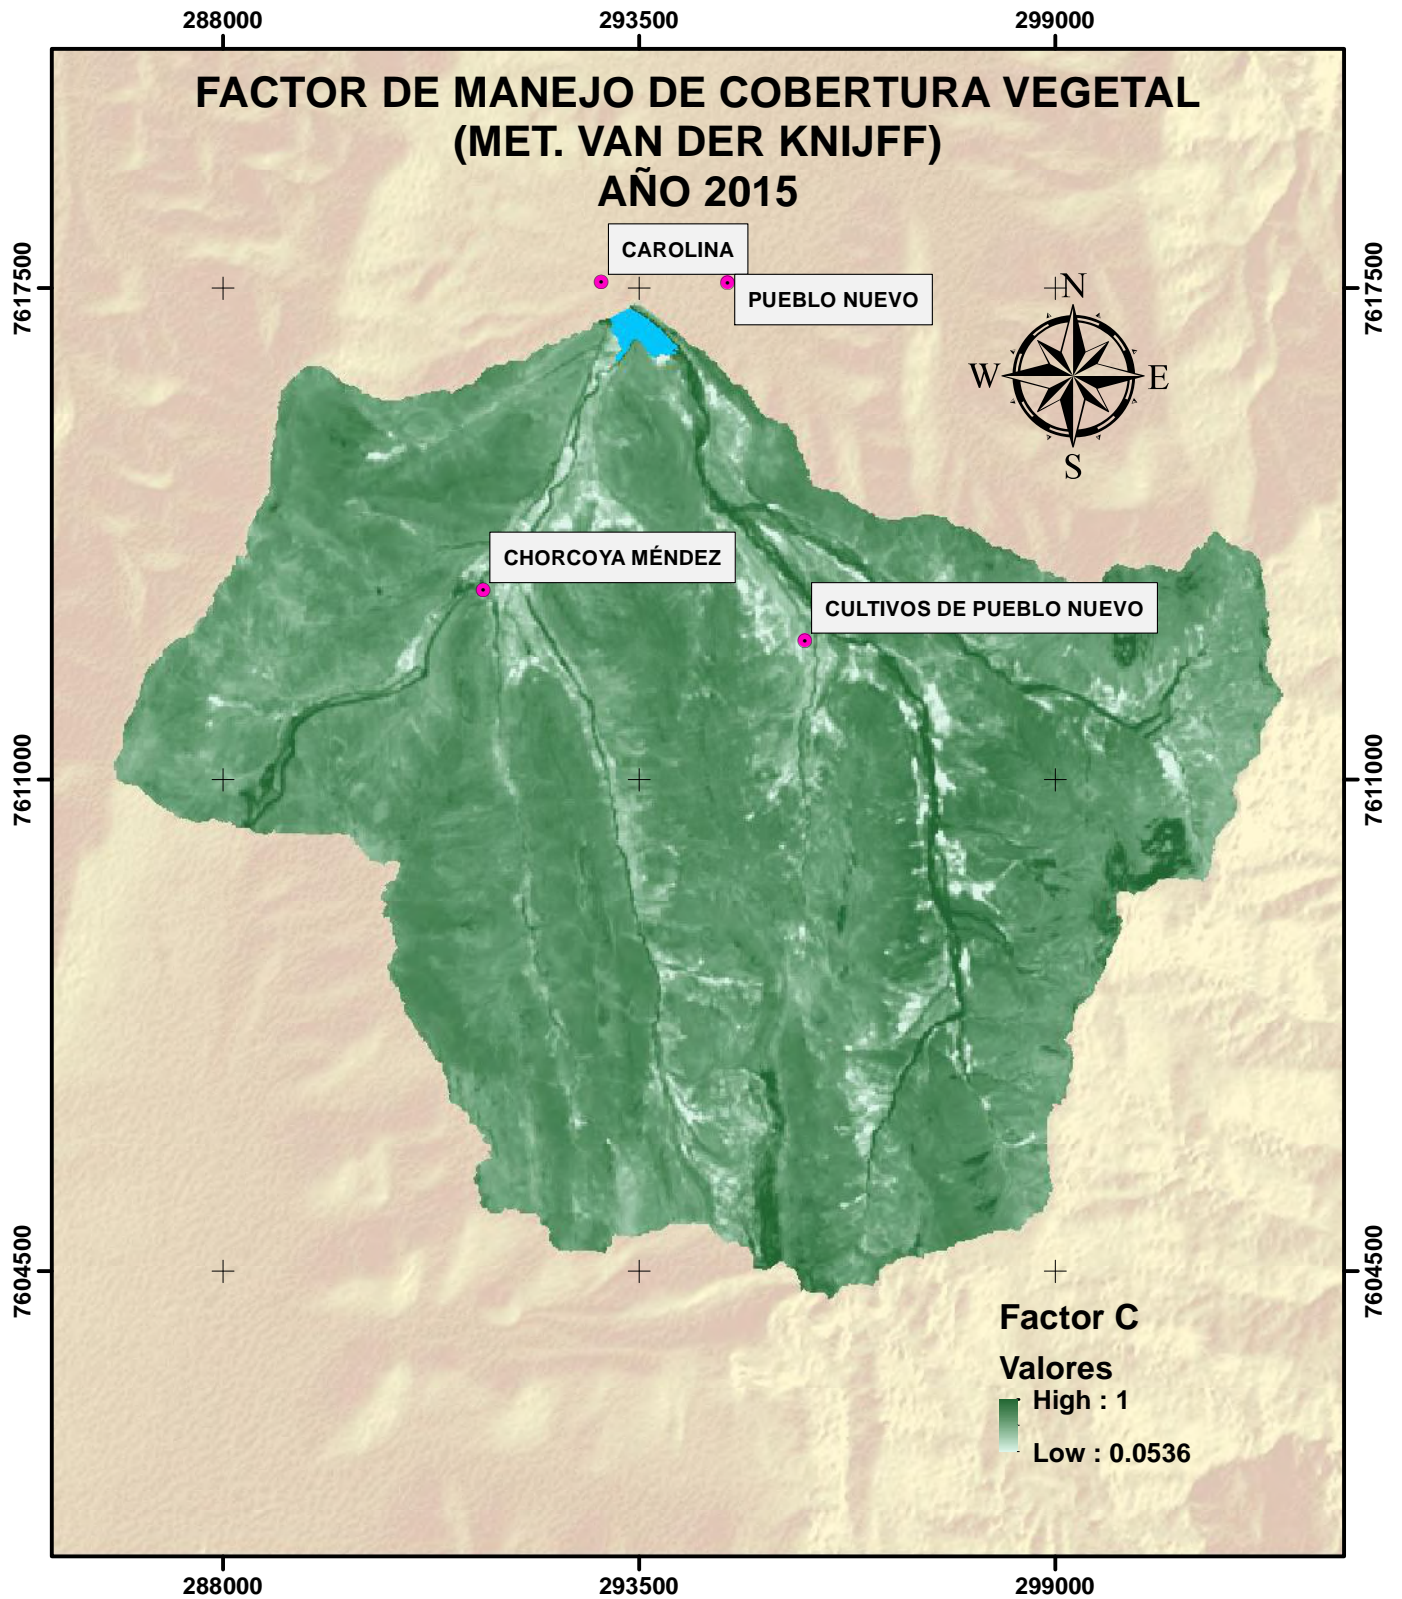 288000
293500
299000
FACTOR DE MANEJO DE COBERTURA VEGETAL
(MET. VAN DER KNIJFF)
AÑO 2015
CAROLINA
PUEBLO NUEVO
7617500
7617500
N
W
E
S
CHORCOYA MÉNDEZ
CULTIVOS DE PUEBLO NUEVO
7611000
7611000
7604500
7604500
Factor C
Valores
High : 1
Low : 0.0536
288000
293500
299000